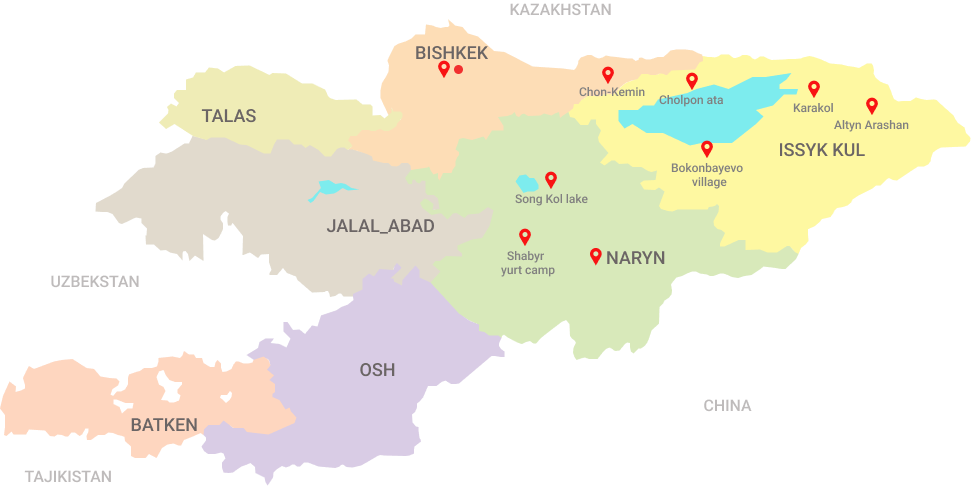 KAZAKHSTAN
BISHKEK
Chon-Kemin
Cholpon ata
Karakol
TALAS
Altyn Arashan
ISSYK KUL
Bokonbayevo
village
Song Kol lake
JALAL_ABAD
Shabyr
yurt camp
NARYN
UZBEKSTAN
OSH
CHINA
BATKEN
TAJIKISTAN